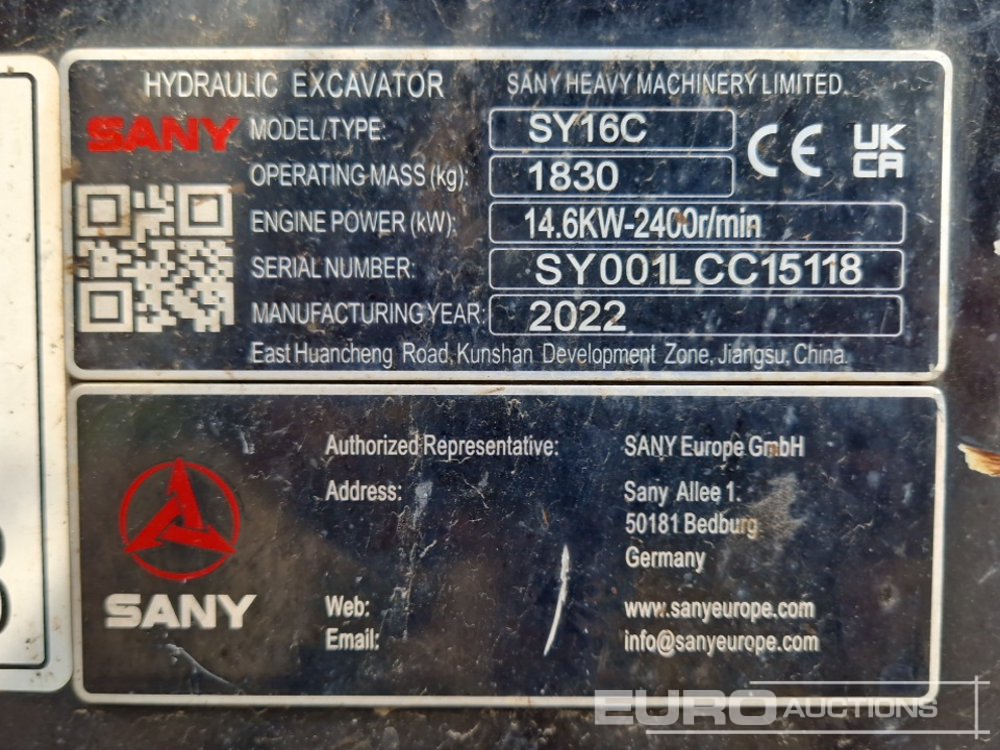 HYDRAULIC EXCAVATOR SANY HEAVY MACHINERY LIMITED.
SANY MODEL/TYPE: SY16C CE UK CA
OPERATING MASS (kg): 1830
ENGINE POWER (kW): 14.6KW-2400r/min
SERIAL NUMBER: SY001LCC15118
MANUFACTURING YEAR: 2022
East Huancheng Road, Kunshan Development Zone, Jiangsu, China.
Authorized Representative: SANY Europe GmbH
Address: Sany Allee 1.
50181 Bedburg
Germany
SANY
Web: www.sanyeurope.com
Email: info@sanyeurope.com
EURO AUCTIONS